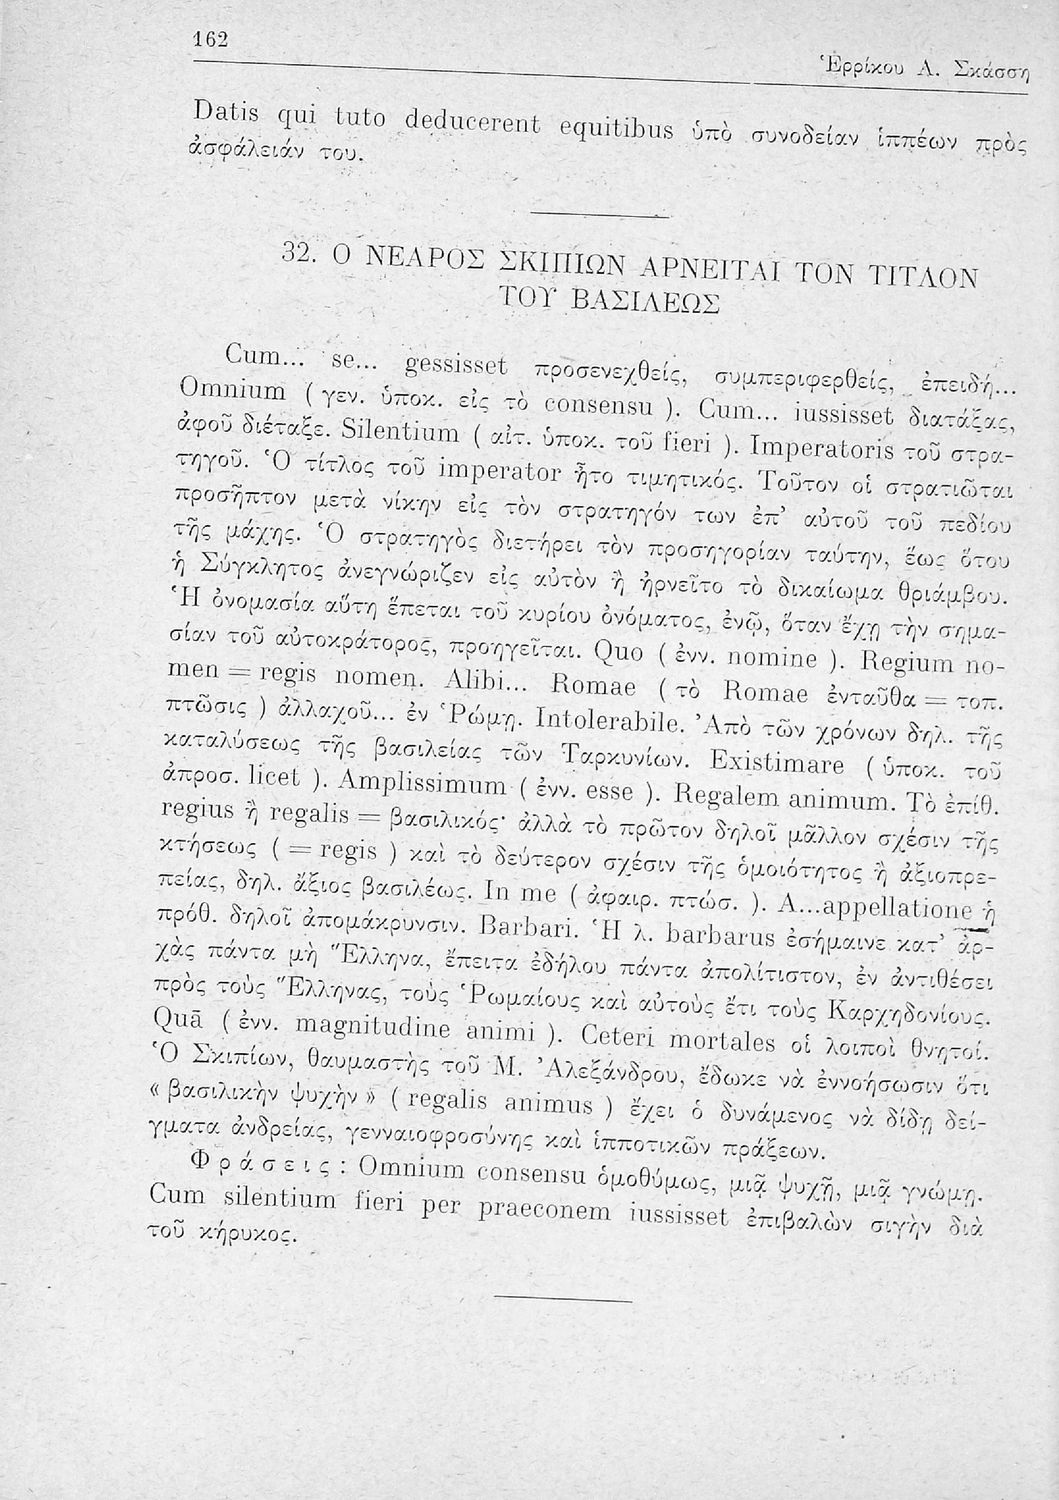 162
Ἑρρίκου Α. Σκάσση
Datis qui tuto deducerent equitibus ὑπὸ συνοδείαν ἱππέων πρὸς
ἀσφάλειάν του.
32. Ο ΝΕΑΡΟΣ ΣΚΙΠΙΩΝ ΑΡΝΕΙΤΑΙ ΤΟΝ ΤΙΤΛΟΝ
ΤΟΥ ΒΑΣΙΛΕΩΣ
Cum... se... gessisset προσενεχθείς, συμπεριφερθείς, ἐπειδή...
Omnium ( γεν. ὑποκ. εἰς τὸ consensu ). Cum... iussisset διατάξας,
ἀφοῦ διέταξε. Silentium ( αἰτ. ὑποκ. τοῦ fieri ). Imperatoris τοῦ στρα-
τηγοῦ. Ὁ τίτλος τοῦ imperator ἦτο τιμητικός. Τοῦτον οἱ στρατιῶται
προσῆπτον μετὰ νίκην εἰς τὸν στρατηγόν των ἐπ’ αὐτοῦ τοῦ πεδίου
τῆς μάχης. Ὁ στρατηγὸς διετήρει τὸν προσηγορίαν ταύτην, ἕως ὅτου
ἡ Σύγκλητος ἀνεγνώριζεν εἰς αὐτὸν ἢ ἠρνεῖτο τὸ δικαίωμα θριάμβου.
Ἡ ὀνομασία αὕτη ἕπεται τοῦ κυρίου ὀνόματος, ἐνῷ, ὅταν ἔχῃ τὴν σημα-
σίαν τοῦ αὐτοκράτορος, προηγεῖται. Quo ( ἐνν. nomine ). Regium no-
men = regis nomen. Alibi... Romae ( τὸ Romae ἐνταῦθα = τοπ.
πτῶσις ) ἀλλαχοῦ... ἐν Ῥώμῃ. Intolerabile. Ἀπὸ τῶν χρόνων δηλ. τῆς
καταλύσεως τῆς βασιλείας τῶν Ταρκυνίων. Existimare ( ὑποκ. τοῦ
ἀπροσ. licet ). Amplissimum ( ἐνν. esse ). Regalem animum. Τὸ ἐπίθ.
regius ἢ regalis = βασιλικός· ἀλλὰ τὸ πρῶτον δηλοῖ μᾶλλον σχέσιν τῆς
κτήσεως ( = regis ) καὶ τὸ δεύτερον σχέσιν τῆς ὁμοιότητος ἢ ἀξιοπρε-
πείας, δηλ. ἄξιος βασιλέως. In me ( ἀφαιρ. πτώσ. ). A...appellatione ἡ
πρόθ. δηλοῖ ἀπομάκρυνσιν. Barbari. Ἡ λ. barbarus ἐσήμαινε κατ’ ἀρ-
χὰς πάντα μὴ Ἕλληνα, ἔπειτα ἐδήλου πάντα ἀπολίτιστον, ἐν ἀντιθέσει
πρὸς τοὺς Ἕλληνας, τοὺς Ῥωμαίους καὶ αὐτοὺς ἔτι τοὺς Καρχηδονίους.
Quā ( ἐνν. magnitudine animi ). Ceteri mortales οἱ λοιποὶ θνητοί.
Ὁ Σκιπίων, θαυμαστὴς τοῦ Μ. Ἀλεξάνδρου, ἔδωκε νὰ ἐννοήσωσιν ὅτι
« βασιλικὴν ψυχὴν » ( regalis animus ) ἔχει ὁ δυνάμενος νὰ δίδῃ δεί-
γματα ἀνδρείας, γενναιοφροσύνης καὶ ἱπποτικῶν πράξεων.
Φράσεις : Omnium consensu ὁμοθύμως, μιᾷ ψυχῇ, μιᾷ γνώμῃ.
Cum silentium fieri per praeconem iussisset ἐπιβαλὼν σιγὴν διὰ
τοῦ κήρυκος.